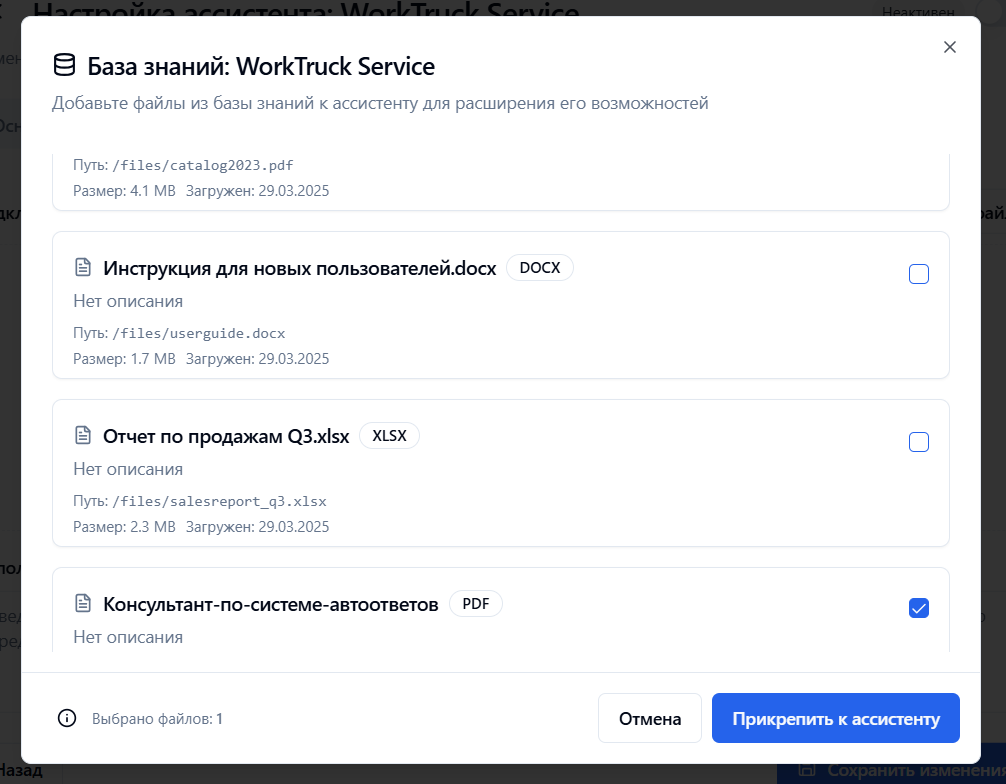 Настройка ассистента: WorkTruck Service
Неактивен
База знаний: WorkTruck Service
Добавьте файлы из базы знаний к ассистенту для расширения его возможностей
Путь: /files/catalog2023.pdf
Размер: 4.1 MB Загружен: 29.03.2025
Инструкция для новых пользователей.docx DOCX
Нет описания
Путь: /files/userguide.docx
Размер: 1.7 MB Загружен: 29.03.2025
Отчет по продажам Q3.xlsx XLSX
Нет описания
Путь: /files/salesreport_q3.xlsx
Размер: 2.3 MB Загружен: 29.03.2025
Консультант-по-системе-автоответов PDF
Нет описания
Выбрано файлов: 1
Отмена
Прикрепить к ассистенту
Назад
Сохранить изменения